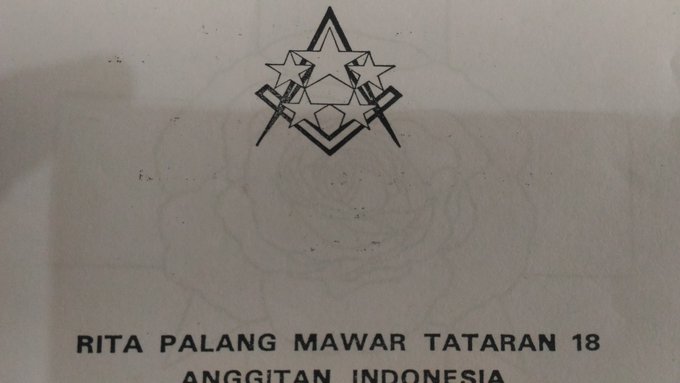 RITA PALANG MAWAR TATARAN 18
ANGGITAN INDONESIA